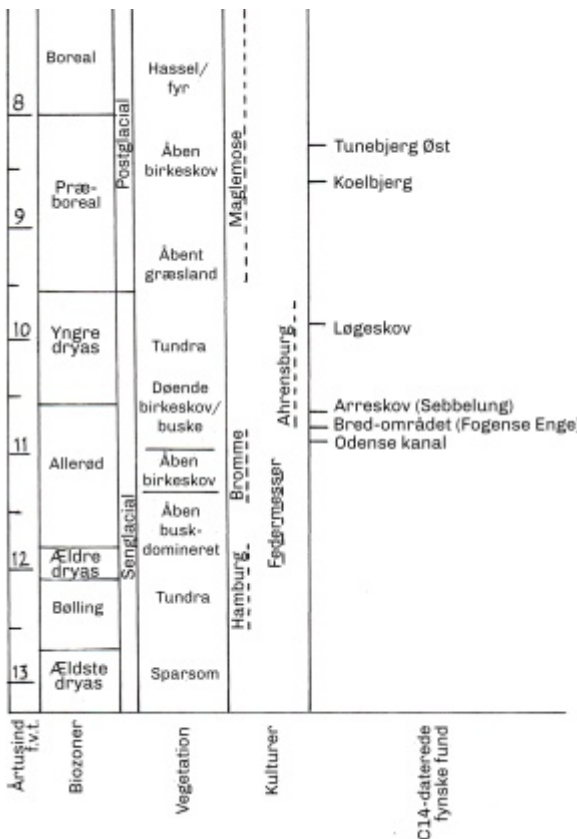 8
9
10
11
12
13
Årtusind
f.v.t.
Boreal
Præ-
boreal
Yngre
dryas
Allerød
Ældre
dryas
Bølling
Ældste
dryas
Biozoner
Postglacial
Senglacial
Hassel/
fyr
Åben
birkeskov
Åbent
græsland
Tundra
Døende
birkeskov/
buske
Åben
birkeskov
Åben
busk-
domineret
Tundra
Sparsom
Vegetation
Maglemose
Ahrensburg
Bromme
Federmesser
Hamburg
Kulturer
Tunebjerg Øst
Koelbjerg
Løgeskov
Arreskov (Sebbelung)
Bred-området (Fogense Enge)
Odense kanal
C14-daterede
fynske fund